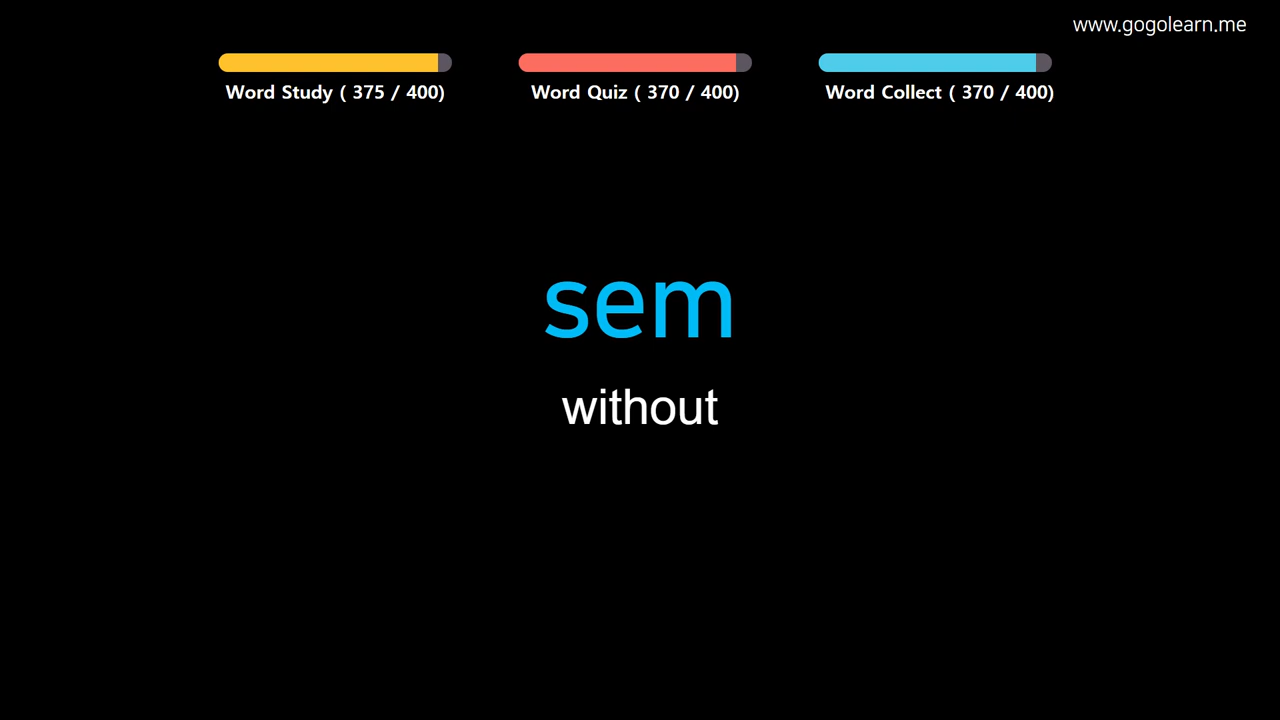 www.gogolearn.me
Word Study ( 375 / 400)
Word Quiz ( 370 / 400)
Word Collect ( 370 / 400)
sem
without